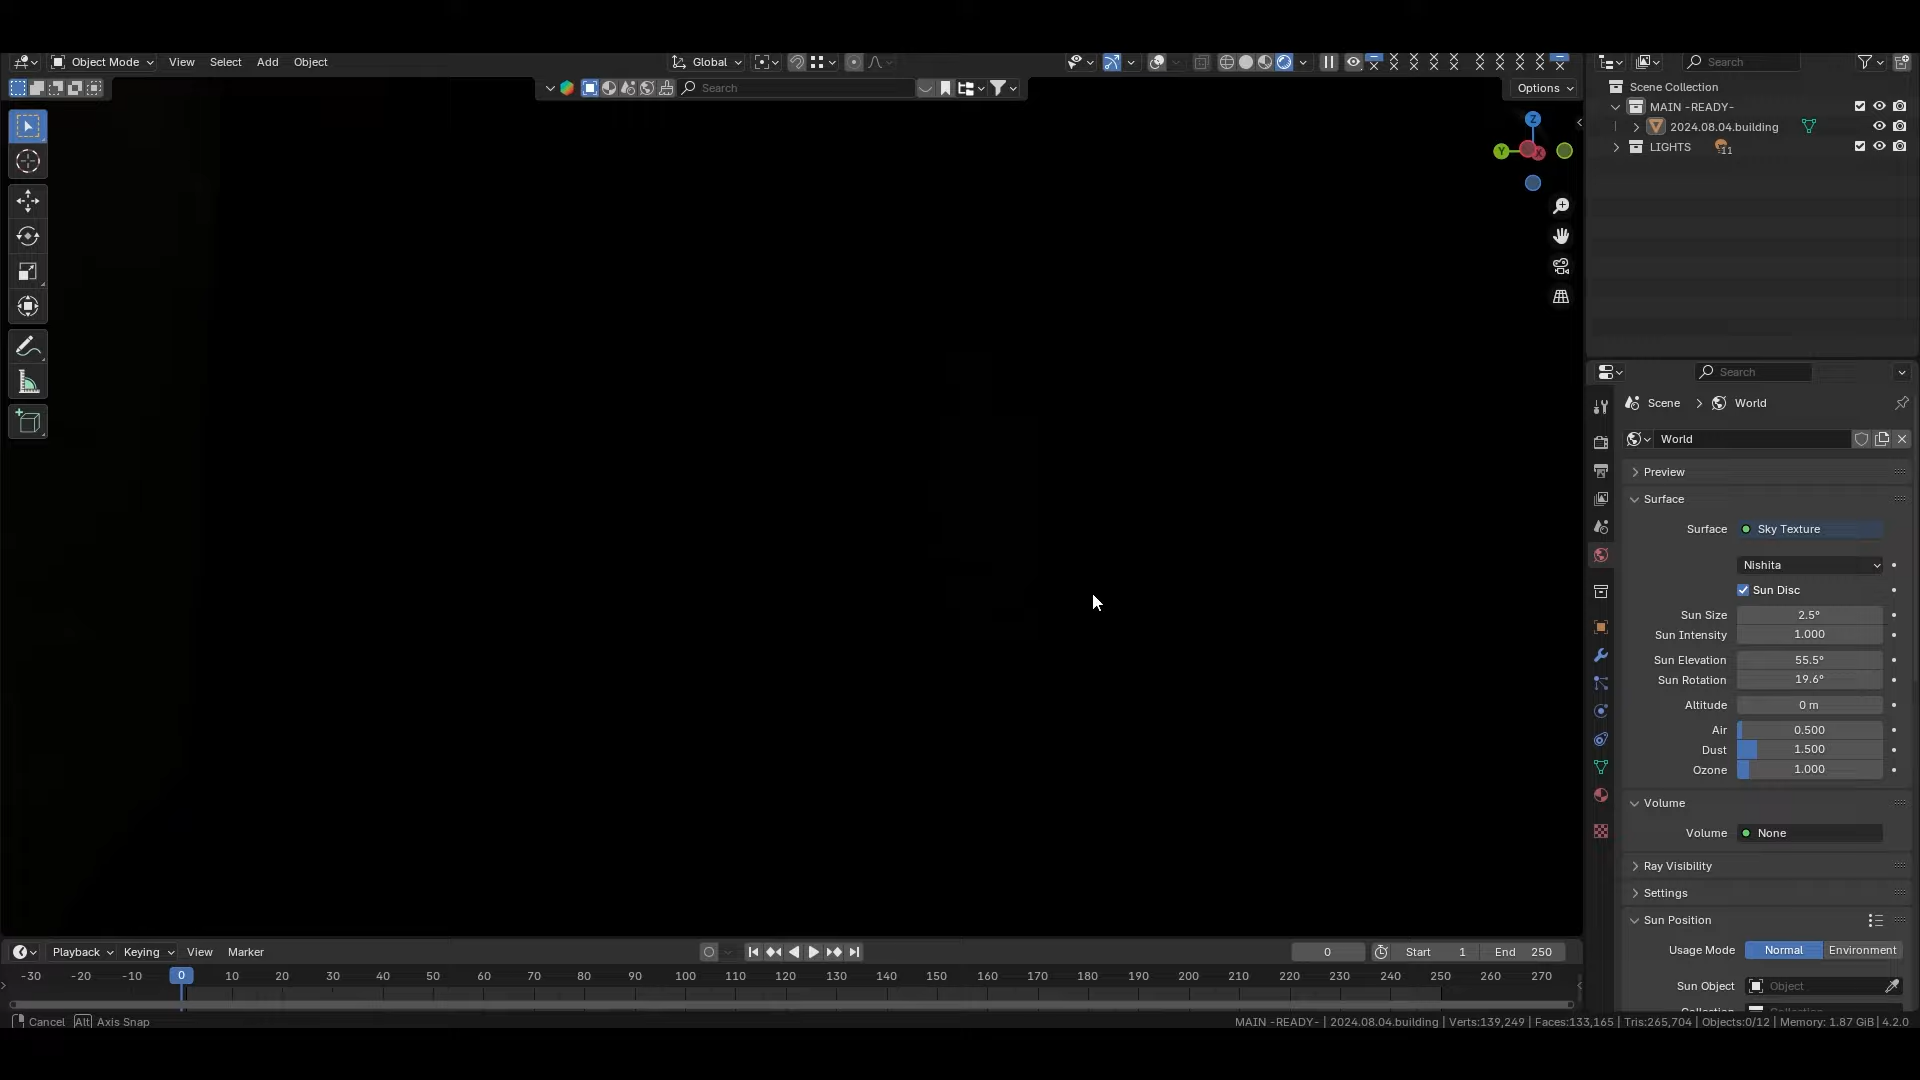 Object Mode View Select Add Object Global
Search Options
Search
Scene Collection
MAIN -READY-
2024.08.04.building
LIGHTS 11
Z
Y X
Search
Scene > World
World
Preview
Surface
Surface Sky Texture
Nishita
Sun Disc
Sun Size 2.5°
Sun Intensity 1.000
Sun Elevation 55.5°
Sun Rotation 19.6°
Altitude 0 m
Air 0.500
Dust 1.500
Ozone 1.000
Volume
Volume None
Ray Visibility
Settings
Sun Position
Usage Mode Normal Environment
Sun Object Object
Playback Keying View Marker 0 Start 1 End 250
-30 -20 -10 0 10 20 30 40 50 60 70 80 90 100 110 120 130 140 150 160 170 180 190 200 210 220 230 240 250 260 270
Cancel Alt Axis Snap MAIN -READY- | 2024.08.04.building | Verts:139,249 | Faces:133,165 | Tris:265,704 | Objects:0/12 | Memory: 1.87 GiB | 4.2.0